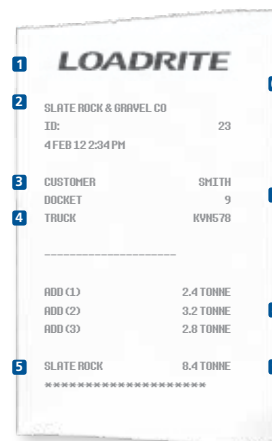 1 LOADRITE
2 SLATE ROCK & GRAVEL CO
ID: 23
4 FEB 12 2:34 PM
3 CUSTOMER SMITH
DOCKET 9
4 TRUCK KVN578
----------------------
ADD (1) 2.4 TONNE
ADD (2) 3.2 TONNE
ADD (3) 2.8 TONNE
5 SLATE ROCK 8.4 TONNE
********************